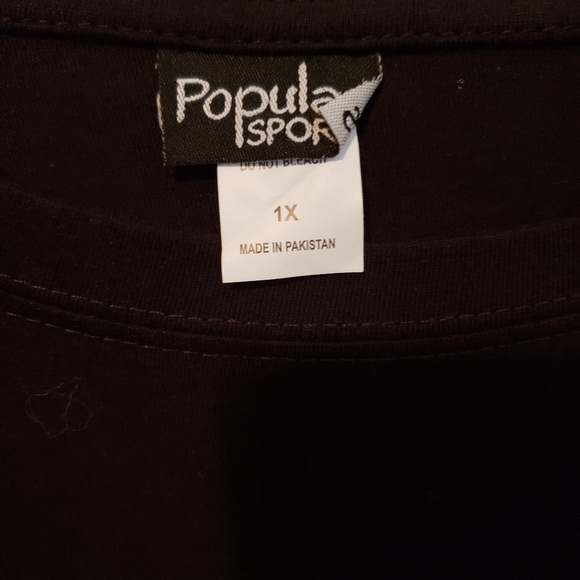 Popula
SPOR
DO NOT BLEACH
1X
MADE IN PAKISTAN